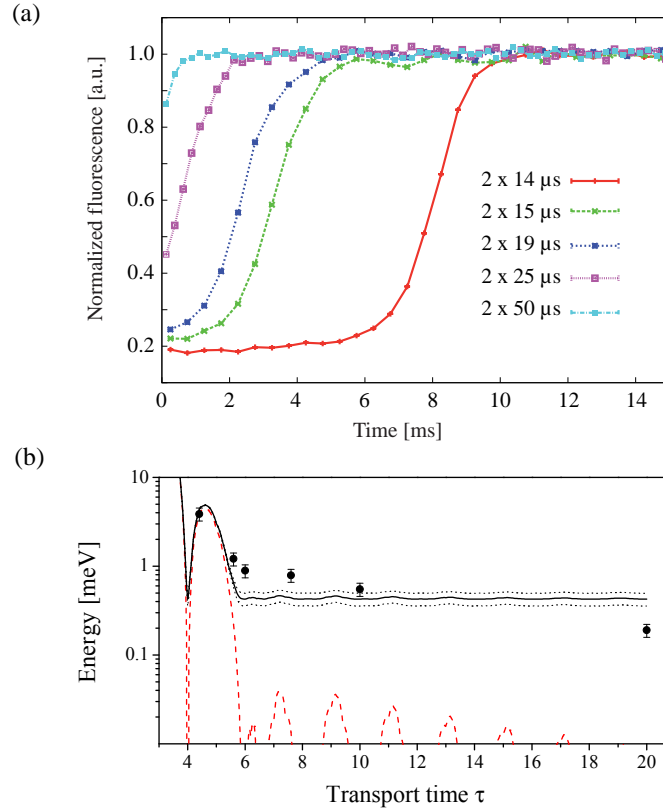 (a)
Normalized fluorescence [a.u.]
1.0
0.8
0.6
0.4
0.2
2 x 14 µs
2 x 15 µs
2 x 19 µs
2 x 25 µs
2 x 50 µs
0 2 4 6 8 10 12 14
Time [ms]
(b)
Energy [meV]
10
1
0.1
4 6 8 10 12 14 16 18 20
Transport time τ